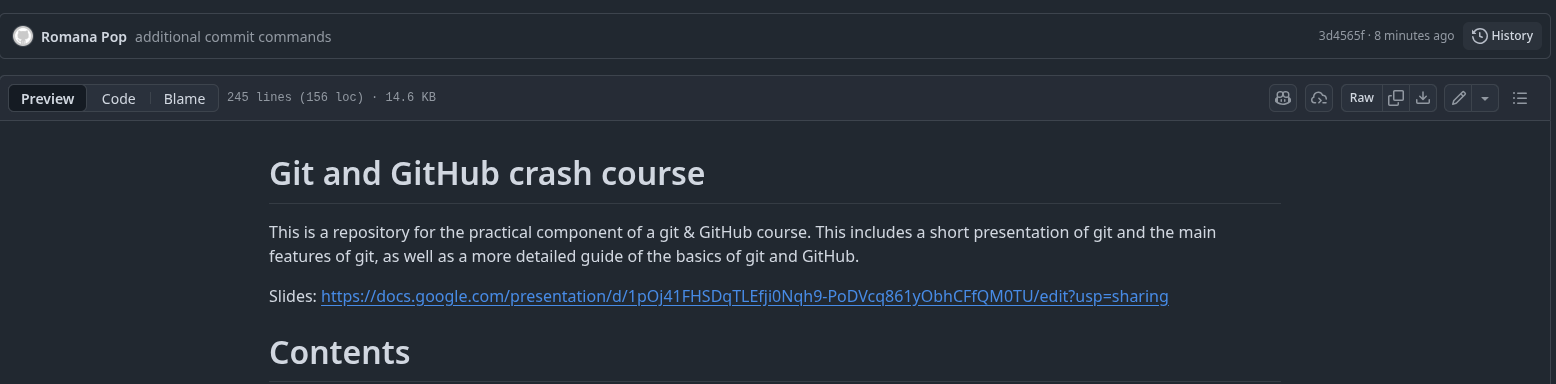 Romana Pop additional commit commands 3d4565f · 8 minutes ago History
Preview Code Blame 245 lines (156 loc) · 14.6 KB Raw
Git and GitHub crash course
This is a repository for the practical component of a git & GitHub course. This includes a short presentation of git and the main
features of git, as well as a more detailed guide of the basics of git and GitHub.
Slides: https://docs.google.com/presentation/d/1pOj41FHSDqTLEfji0Nqh9-PoDVcq861yObhCFfQM0TU/edit?usp=sharing
Contents